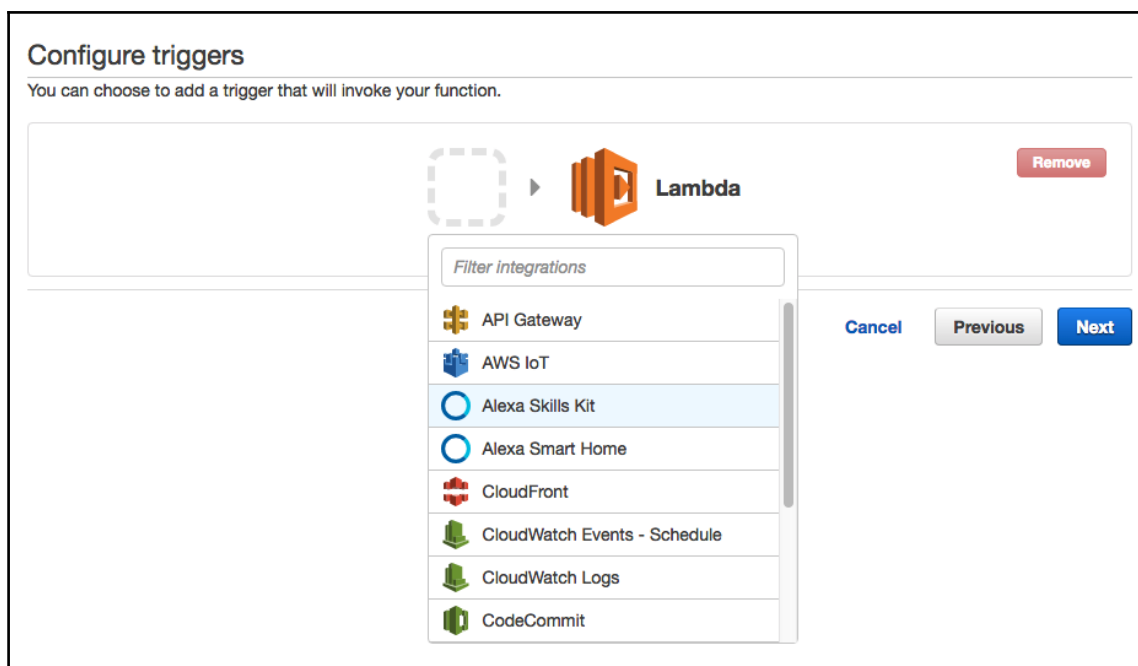 Configure triggers
You can choose to add a trigger that will invoke your function.
Remove
Lambda
Filter integrations
API Gateway
AWS IoT
Alexa Skills Kit
Alexa Smart Home
CloudFront
CloudWatch Events - Schedule
CloudWatch Logs
CodeCommit
Cancel
Previous
Next